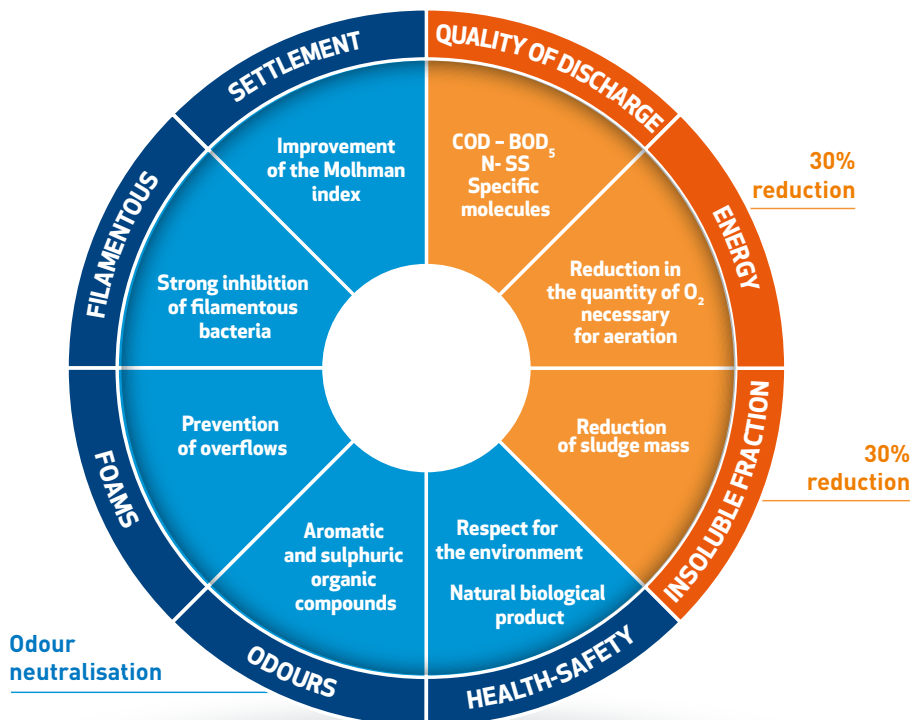 QUALITY OF DISCHARGE
COD – BOD₅
N- SS
Specific
molecules
30%
reduction
ENERGY
Reduction in
the quantity of O₂
necessary
for aeration
INSOLUBLE FRACTION
Reduction
of sludge mass
30%
reduction
HEALTH-SAFETY
Respect for
the environment
Natural biological
product
ODOURS
Aromatic
and sulphuric
organic
compounds
Odour
neutralisation
FOAMS
Prevention
of overflows
FILAMENTOUS
Strong inhibition
of filamentous
bacteria
SETTLEMENT
Improvement
of the Molhman
index